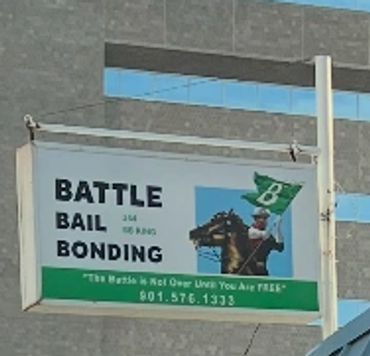 BATTLE
BAIL
BONDING
B
"The Battle is Not Over Until You Are FREE"
901.576.1333